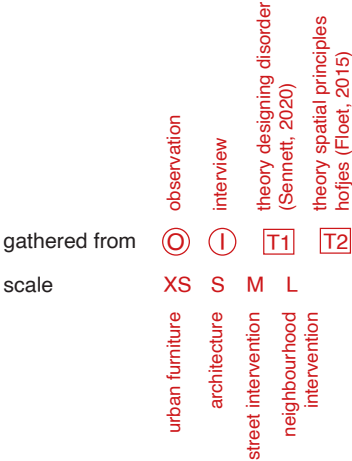 observation
interview
theory designing disorder
(Sennett, 2020)
theory spatial principles
hofjes (Floet, 2015)
gathered from O I T1 T2
scale XS S M L
urban furniture
architecture
street intervention
neighbourhood
intervention